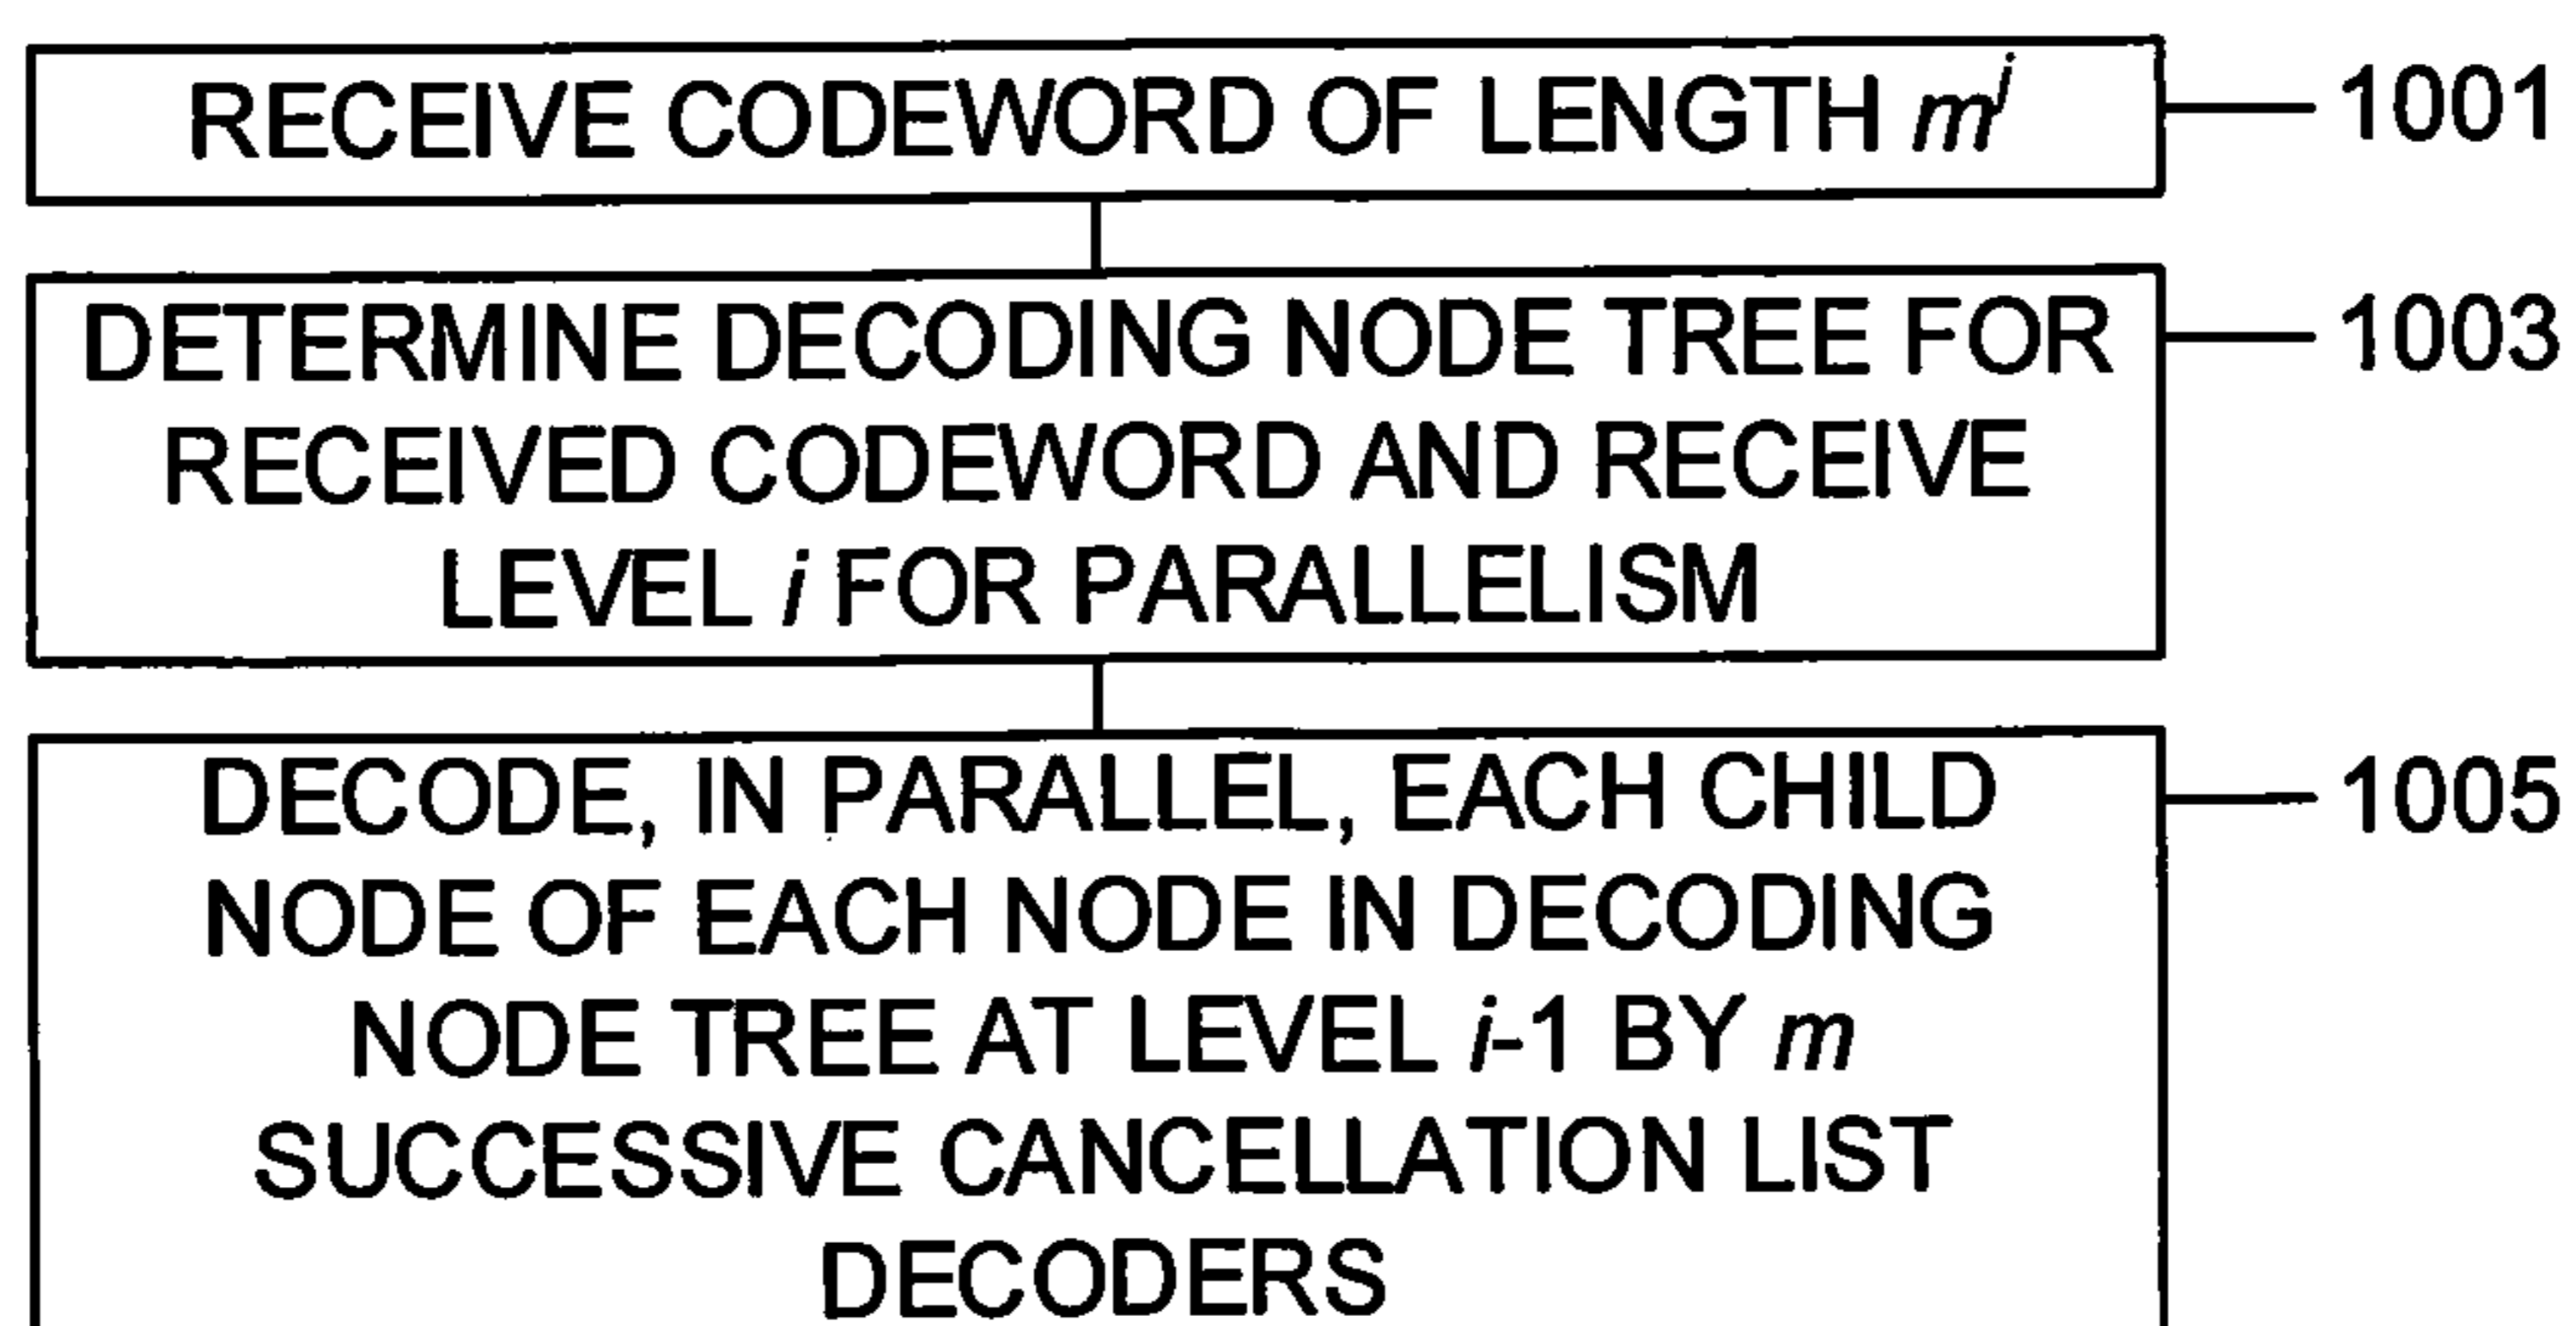 RECEIVE CODEWORD OF LENGTH mʲ
1001
DETERMINE DECODING NODE TREE FOR
1003
RECEIVED CODEWORD AND RECEIVE
LEVEL i FOR PARALLELISM
DECODE, IN PARALLEL, EACH CHILD
1005
NODE OF EACH NODE IN DECODING
NODE TREE AT LEVEL i-1 BY m
SUCCESSIVE CANCELLATION LIST
DECODERS